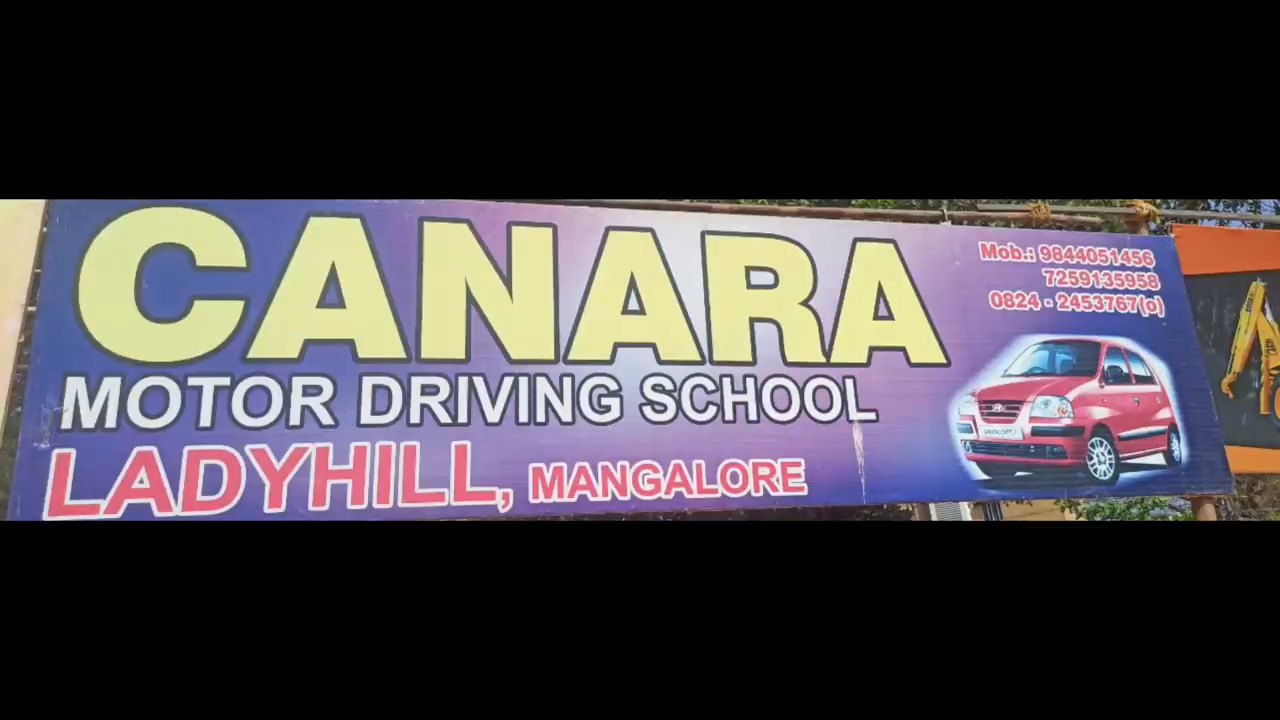 CANARA
MOTOR DRIVING SCHOOL
LADYHILL, MANGALORE
Mob.: 9844051456
7259135958
0824 - 2453767(o)